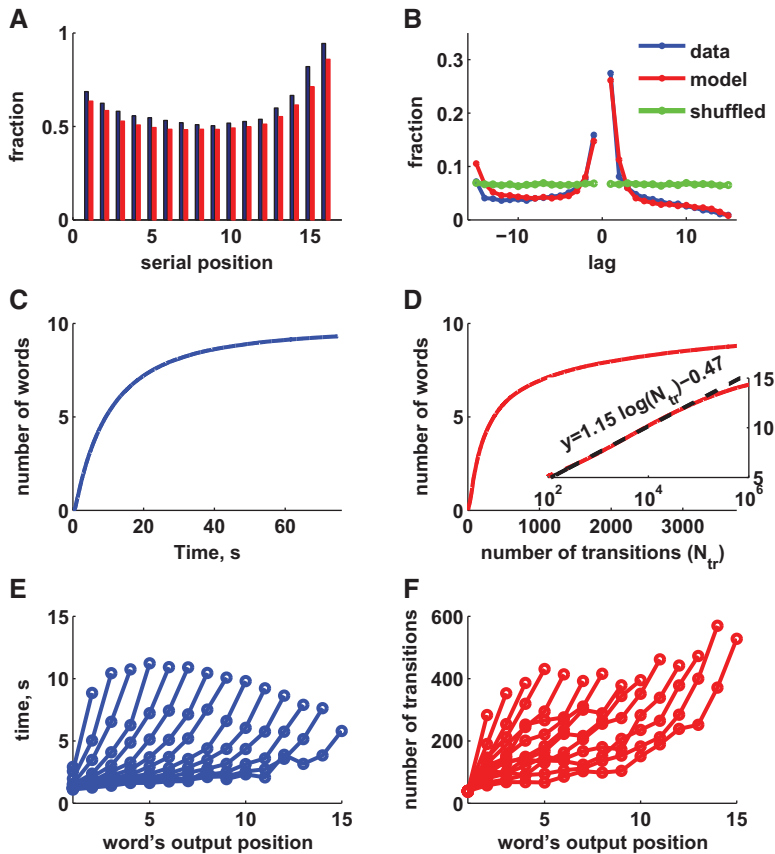 A
1
0.5
0
fraction
0 5 10 15
serial position
B
0.3
0.2
0.1
0
fraction
−10 0 10
lag
data
model
shuffled
C
10
5
0
number of words
0 20 40 60
Time, s
D
10
5
0
number of words
0 1000 2000 3000
number of transitions (N_tr)
y=1.15 log(N_tr)−0.47
15
10
5
10^2 10^4 10^6
E
15
10
5
0
time, s
5 10 15
word's output position
F
600
400
200
0
number of transitions
5 10 15
word's output position